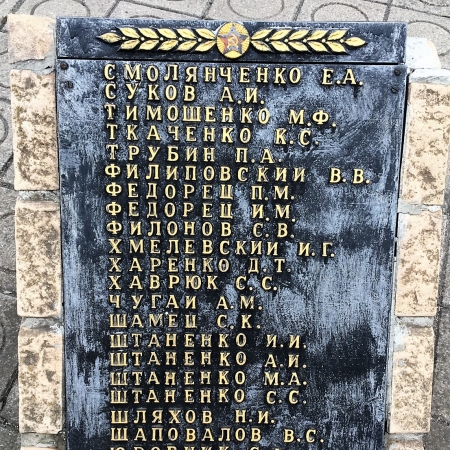 СМОЛЯНЧЕНКО Е.А.
СУКОВ А.И.
ТИМОШЕНКО М.Ф.
ТКАЧЕНКО К.С.
ТРУБИН П.А.
ФИЛИПОВСКИЙ В.В.
ФЕДОРЕЦ П.М.
ФЕДОРЕЦ И.М.
ФИЛОНОВ С.В.
ХМЕЛЕВСКИЙ И.Г.
ХАРЕНКО Д.Т.
ХАВРЮК С.С.
ЧУГАЙ А.М.
ШАМЕЦ С.К.
ШТАНЕНКО И.И.
ШТАНЕНКО А.И.
ШТАНЕНКО М.А.
ШТАНЕНКО С.С.
ШЛЯХОВ Н.И.
ШАПОВАЛОВ В.С.